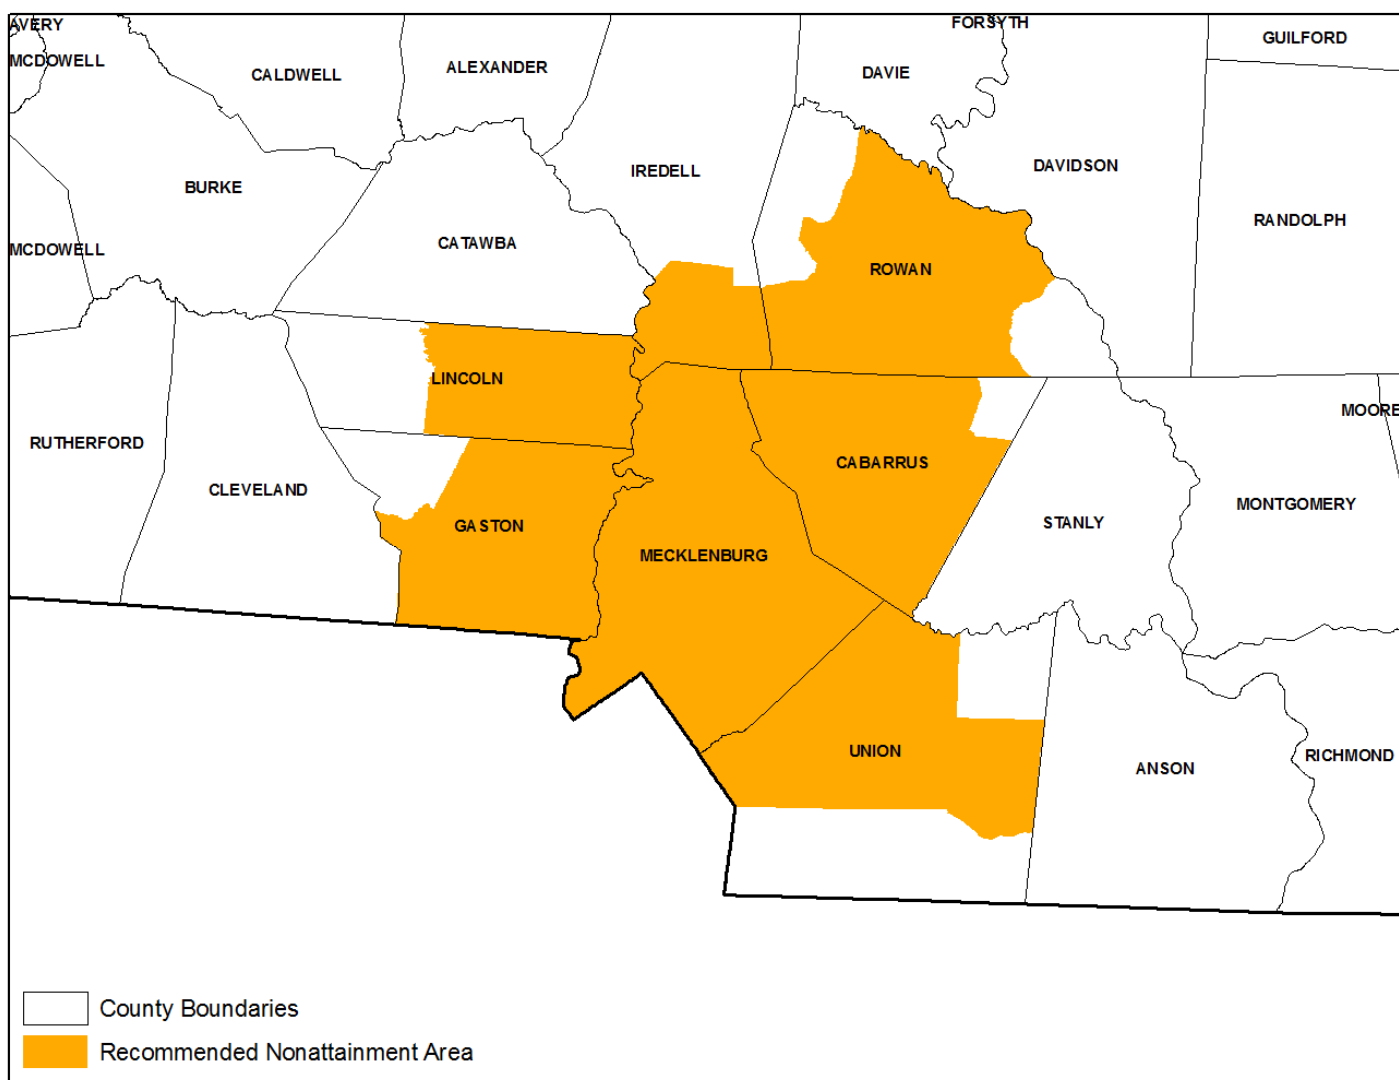 AVERY
FORSYTH
GUILFORD
MCDOWELL
CALDWELL
ALEXANDER
DAVIE
BURKE
IREDELL
DAVIDSON
RANDOLPH
MCDOWELL
CATAWBA
ROWAN
LINCOLN
MOORE
RUTHERFORD
CLEVELAND
CABARRUS
MONTGOMERY
GASTON
STANLY
MECKLENBURG
UNION
ANSON
RICHMOND
County Boundaries
Recommended Nonattainment Area